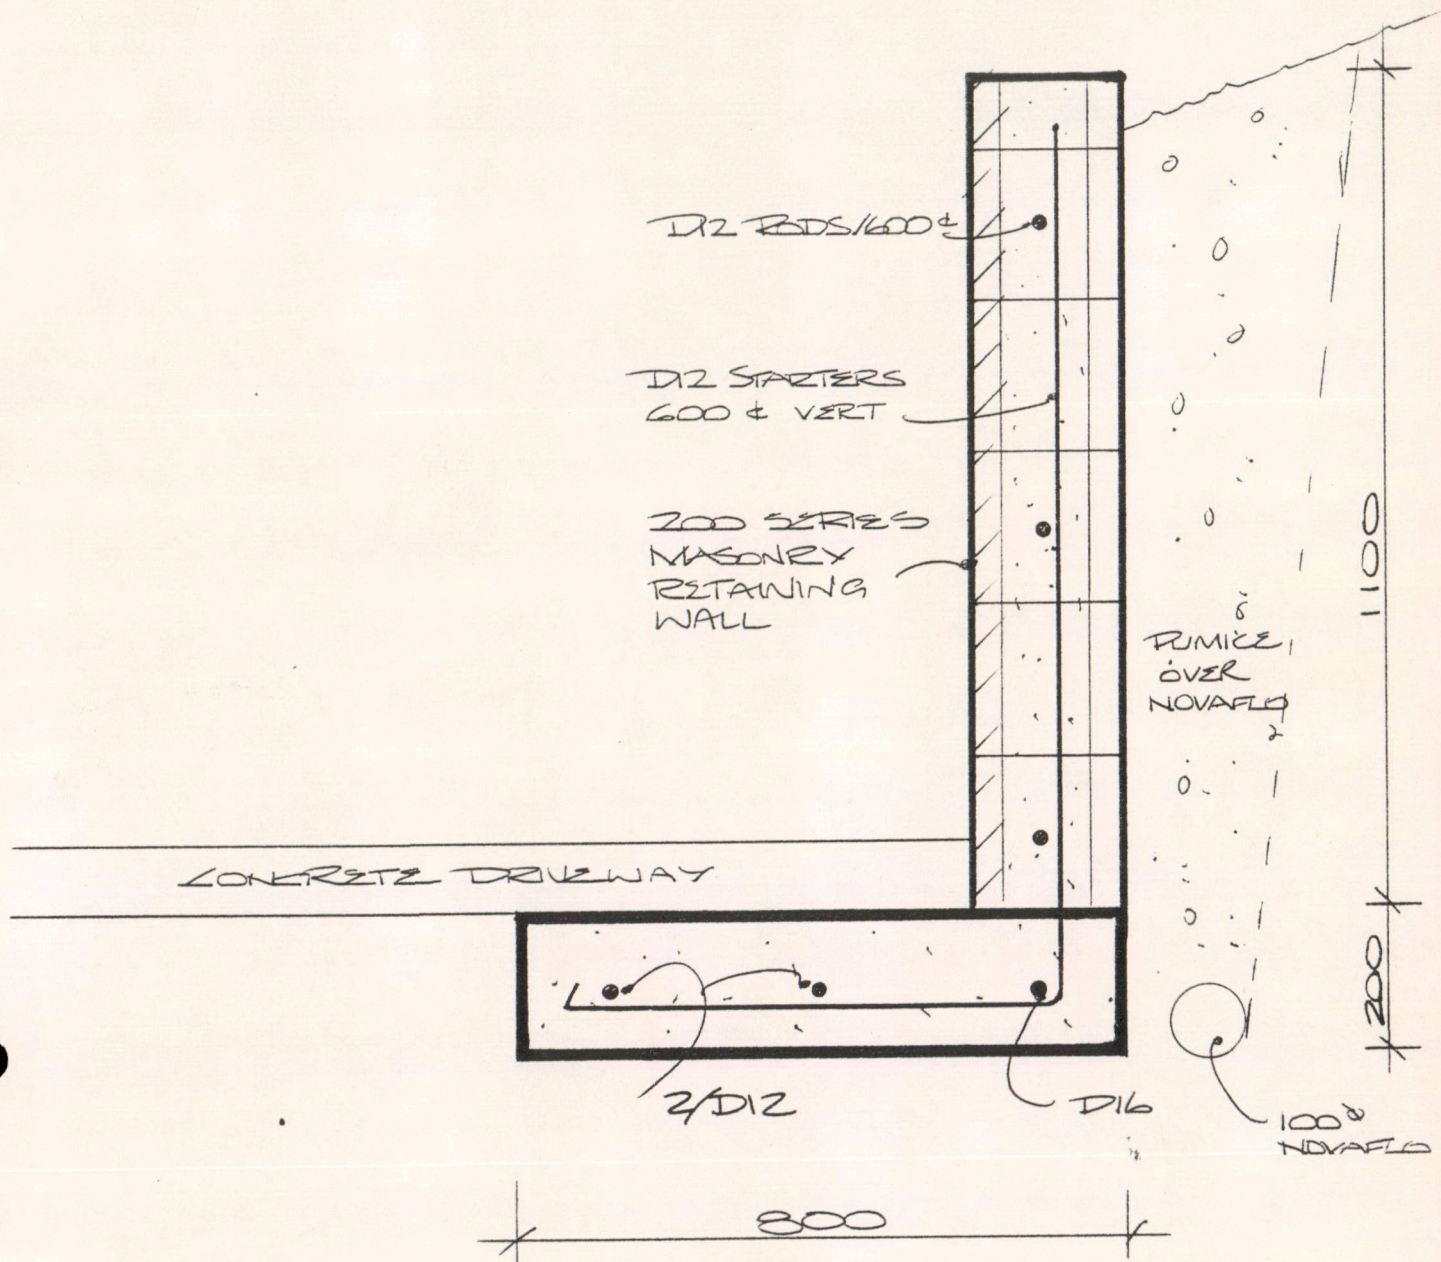 D12 RODS/600 ¢
D12 STARTERS
600 ¢ VERT
200 SERIES
MASONRY
RETAINING
WALL
PUMICE
OVER
NOVAFLO
1100
CONCRETE DRIVEWAY
200
2/D12
D16
100ø
NOVAFLO
800